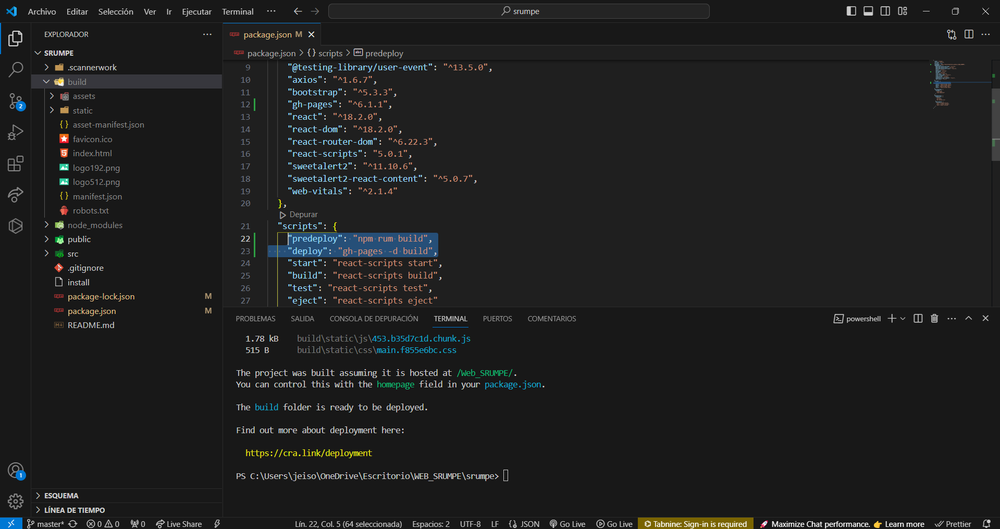 Archivo Editar Selección Ver Ir Ejecutar Terminal ··· srumpe
EXPLORADOR
SRUMPE
.scannerwork
build
assets
static
asset-manifest.json
favicon.ico
index.html
logo192.png
logo512.png
manifest.json
robots.txt
node_modules
public
src
.gitignore
install
package-lock.json M
package.json M
README.md
ESQUEMA
LÍNEA DE TIEMPO
2
1
package.json M
package.json > {} scripts > predeploy
9 "@testing-library/user-event": "^13.5.0",
10 "axios": "^1.6.7",
11 "bootstrap": "^5.3.3",
12 "gh-pages": "^6.1.1",
13 "react": "^18.2.0",
14 "react-dom": "^18.2.0",
15 "react-router-dom": "^6.22.3",
16 "react-scripts": "5.0.1",
17 "sweetalert2": "^11.10.6",
18 "sweetalert2-react-content": "^5.0.7",
19 "web-vitals": "^2.1.4"
20 },
Depurar
21 "scripts": {
22 "predeploy": "npm rum build",
23 "deploy": "gh-pages -d build",
24 "start": "react-scripts start",
25 "build": "react-scripts build",
26 "test": "react-scripts test",
27 "eject": "react-scripts eject"
PROBLEMAS SALIDA CONSOLA DE DEPURACIÓN TERMINAL PUERTOS COMENTARIOS powershell
1.78 kB build\static\js\453.b35d7c1d.chunk.js
515 B build\static\css\main.f855e6bc.css
The project was built assuming it is hosted at /Web_SRUMPE/.
You can control this with the homepage field in your package.json.
The build folder is ready to be deployed.
Find out more about deployment here:
https://cra.link/deployment
PS C:\Users\jeiso\OneDrive\Escritorio\WEB_SRUMPE\srumpe>
master* 0 0 0 Live Share Lín. 22, Col. 5 (64 seleccionada) Espacios: 2 UTF-8 LF {} JSON Go Live Go Live Tabnine: Sign-in is required 🚀 Maximize Chat performance. 👉 Learn more Prettier